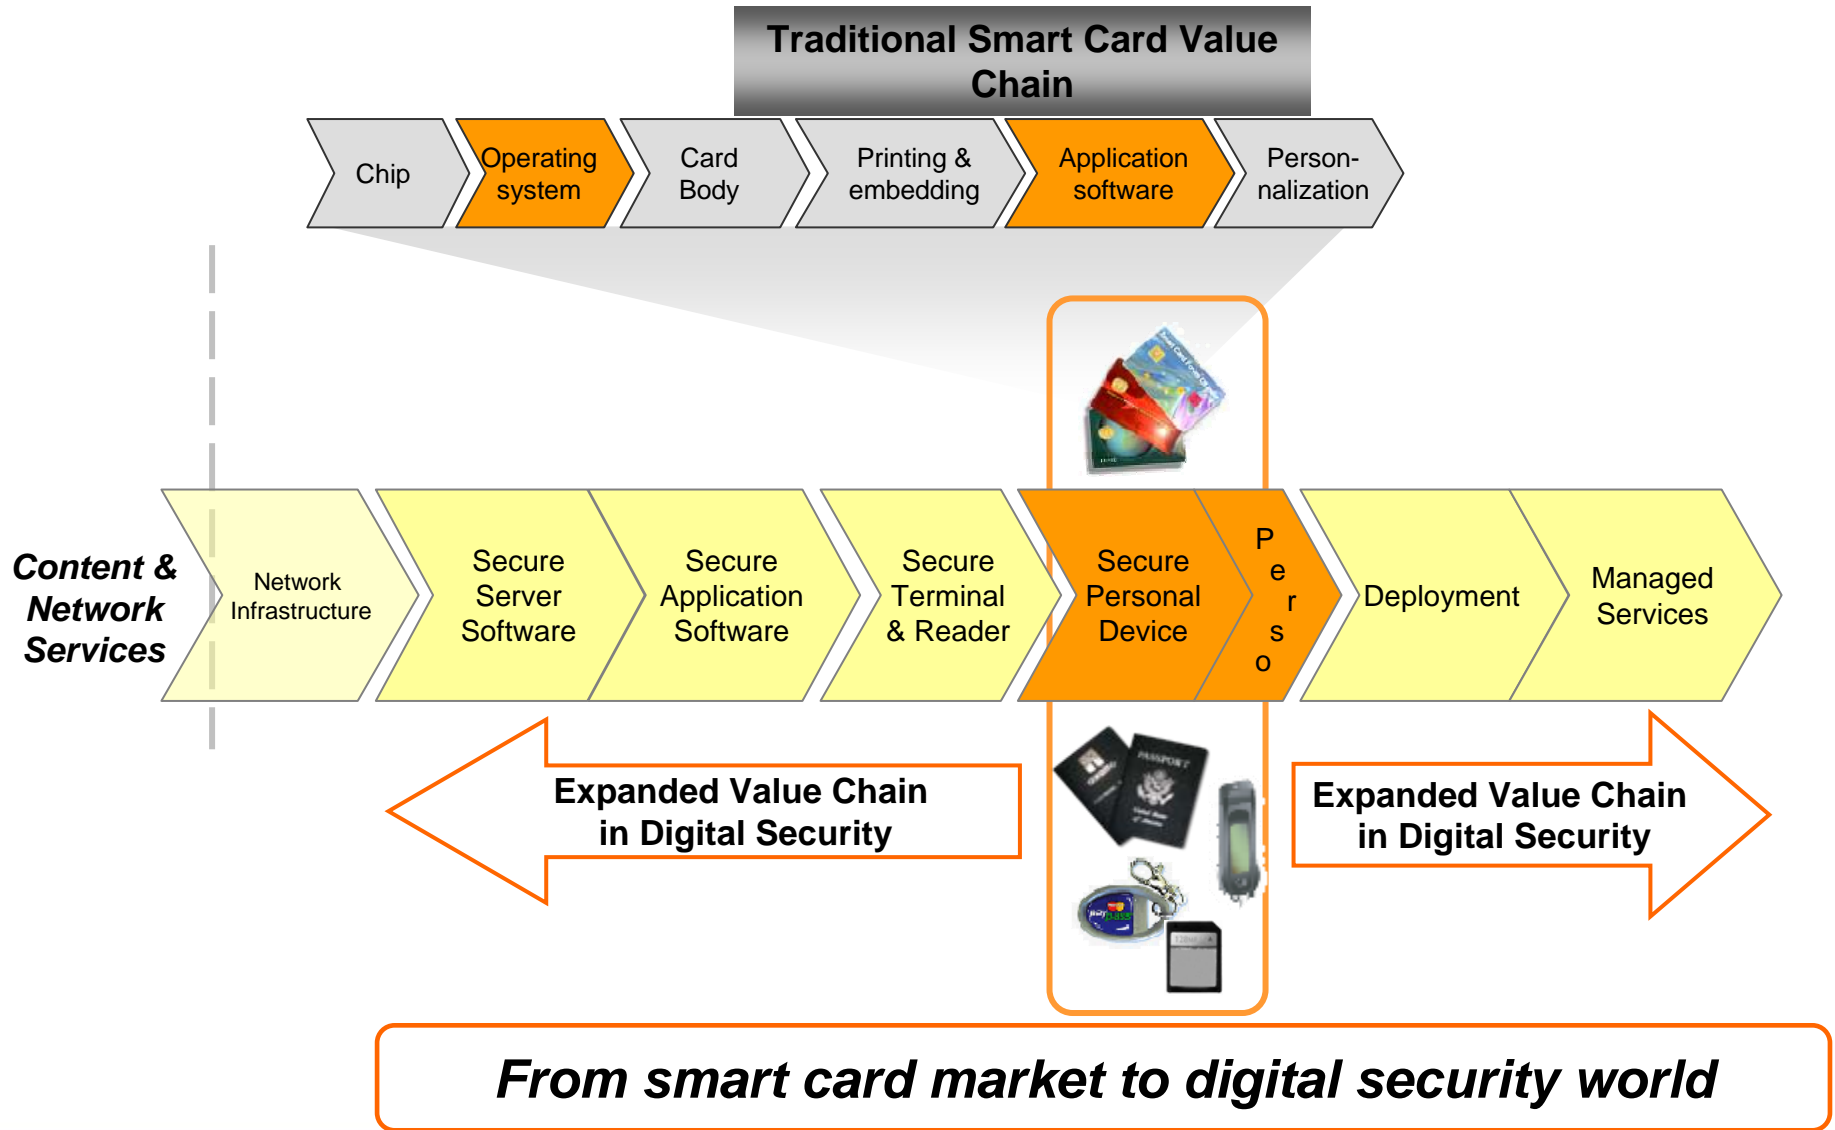 Traditional Smart Card Value
Chain
Chip
Operating
system
Card
Body
Printing &
embedding
Application
software
Person-
nalization
Content &
Network
Services
Network
Infrastructure
Secure
Server
Software
Secure
Application
Software
Secure
Terminal
& Reader
Secure
Personal
Device
P
e
r
s
o
Deployment
Managed
Services
Expanded Value Chain
in Digital Security
PASSPORT
Expanded Value Chain
in Digital Security
From smart card market to digital security world